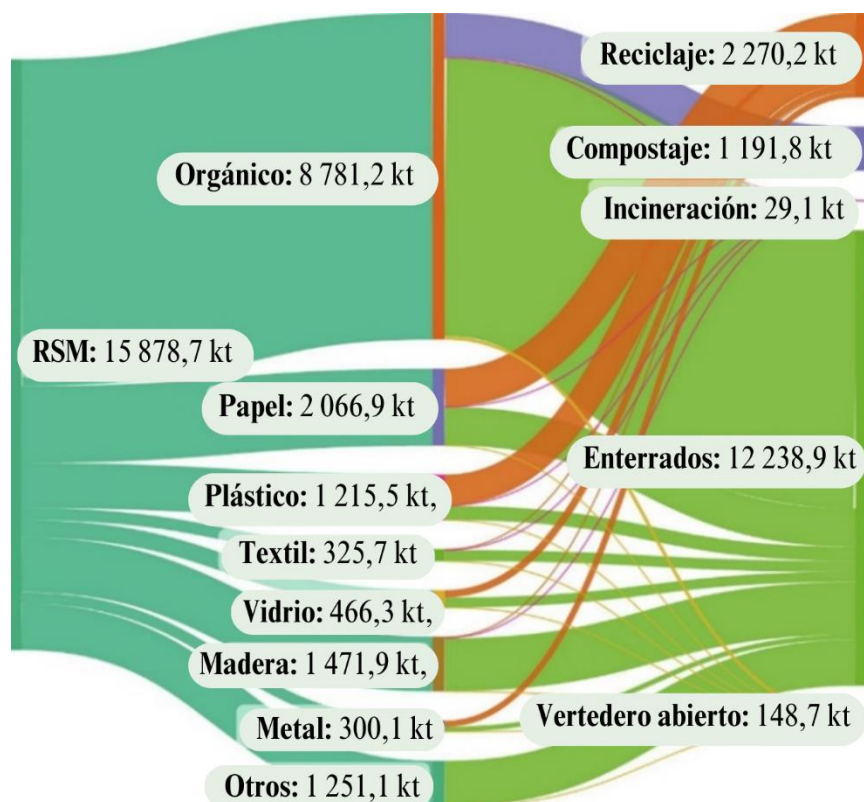 Reciclaje: 2 270,2 kt
Compostaje: 1 191,8 kt
Orgánico: 8 781,2 kt
Incineración: 29,1 kt
RSM: 15 878,7 kt
Papel: 2 066,9 kt
Enterrados: 12 238,9 kt
Plástico: 1 215,5 kt,
Textil: 325,7 kt
Vidrio: 466,3 kt,
Madera: 1 471,9 kt,
Vertedero abierto: 148,7 kt
Metal: 300,1 kt
Otros: 1 251,1 kt